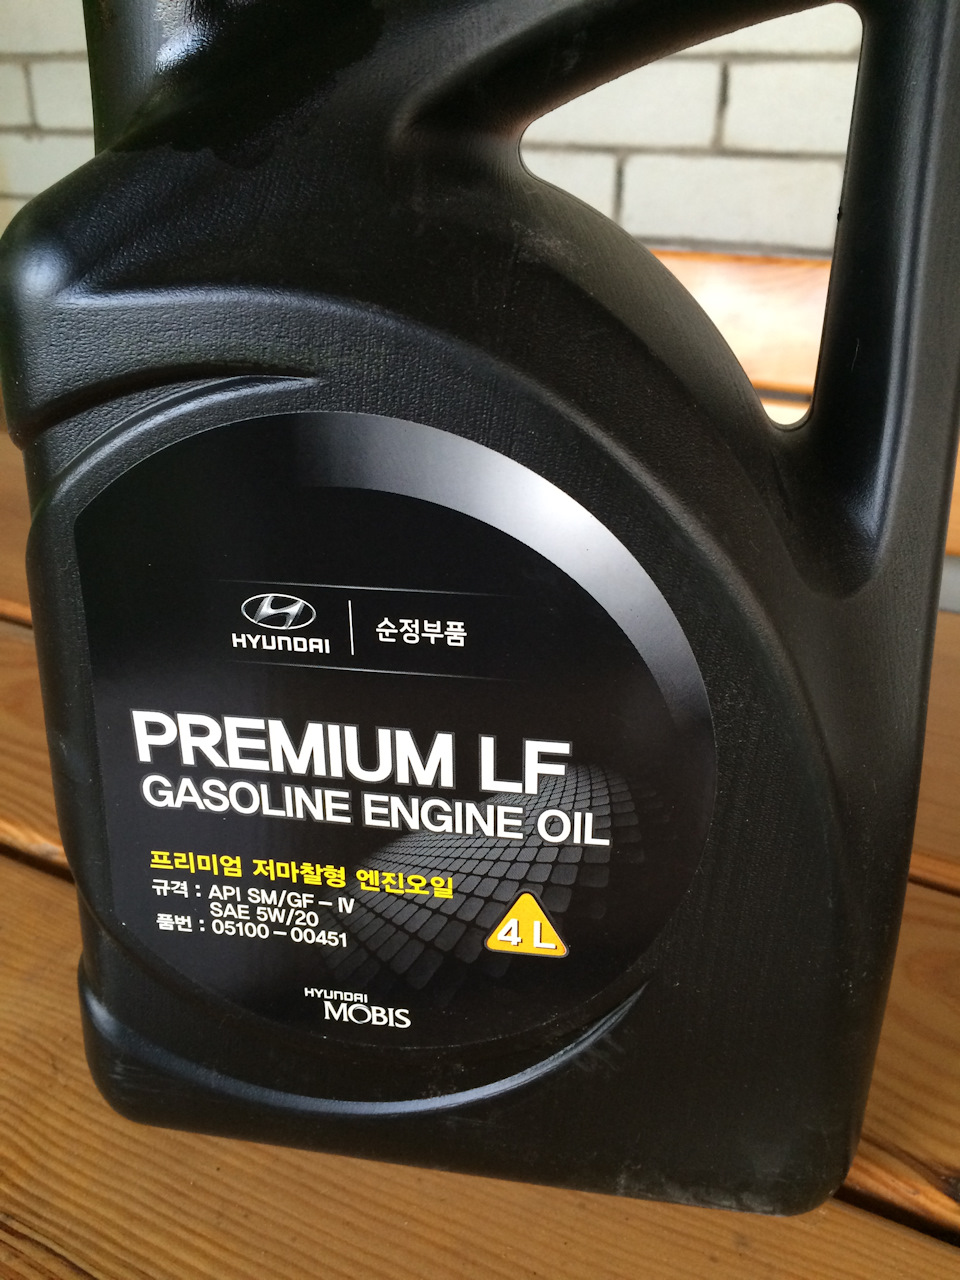 HYUNDAI | 순정부품
PREMIUM LF
GASOLINE ENGINE OIL
프리미엄 저마찰형 엔진오일
규격 : API SM/GF-IV
SAE 5W/20
품번 : 05100-00451
4 L
HYUNDAI
MOBIS